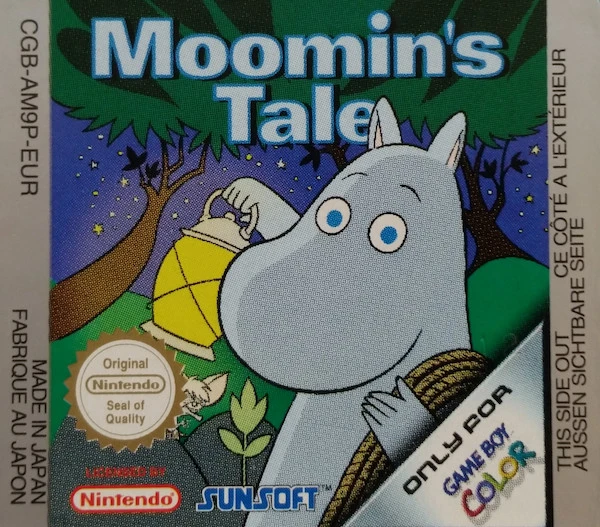 CGB-AM9P-EUR
MADE IN JAPAN
FABRIQUE AU JAPON
Moomin's
Tale
Original
Nintendo
Seal of
Quality
LICENSED BY
Nintendo
SUNSOFT™
ONLY FOR
GAME BOY
COLOR
THIS SIDE OUT
CE CÔTÉ A L'EXTÉRIEUR
AUSSEN SICHTBARE SEITE